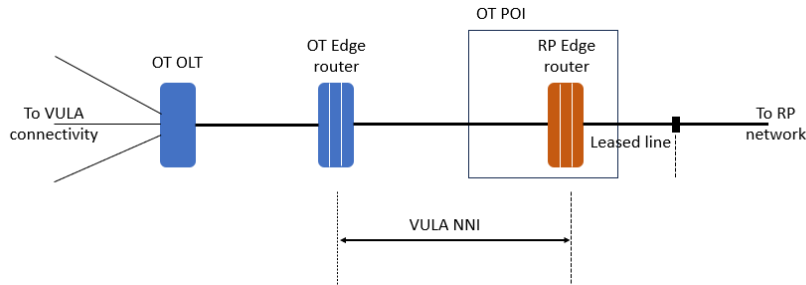 OT POI
OT OLT
OT Edge
router
RP Edge
router
To VULA
connectivity
Leased line
To RP
network
VULA NNI